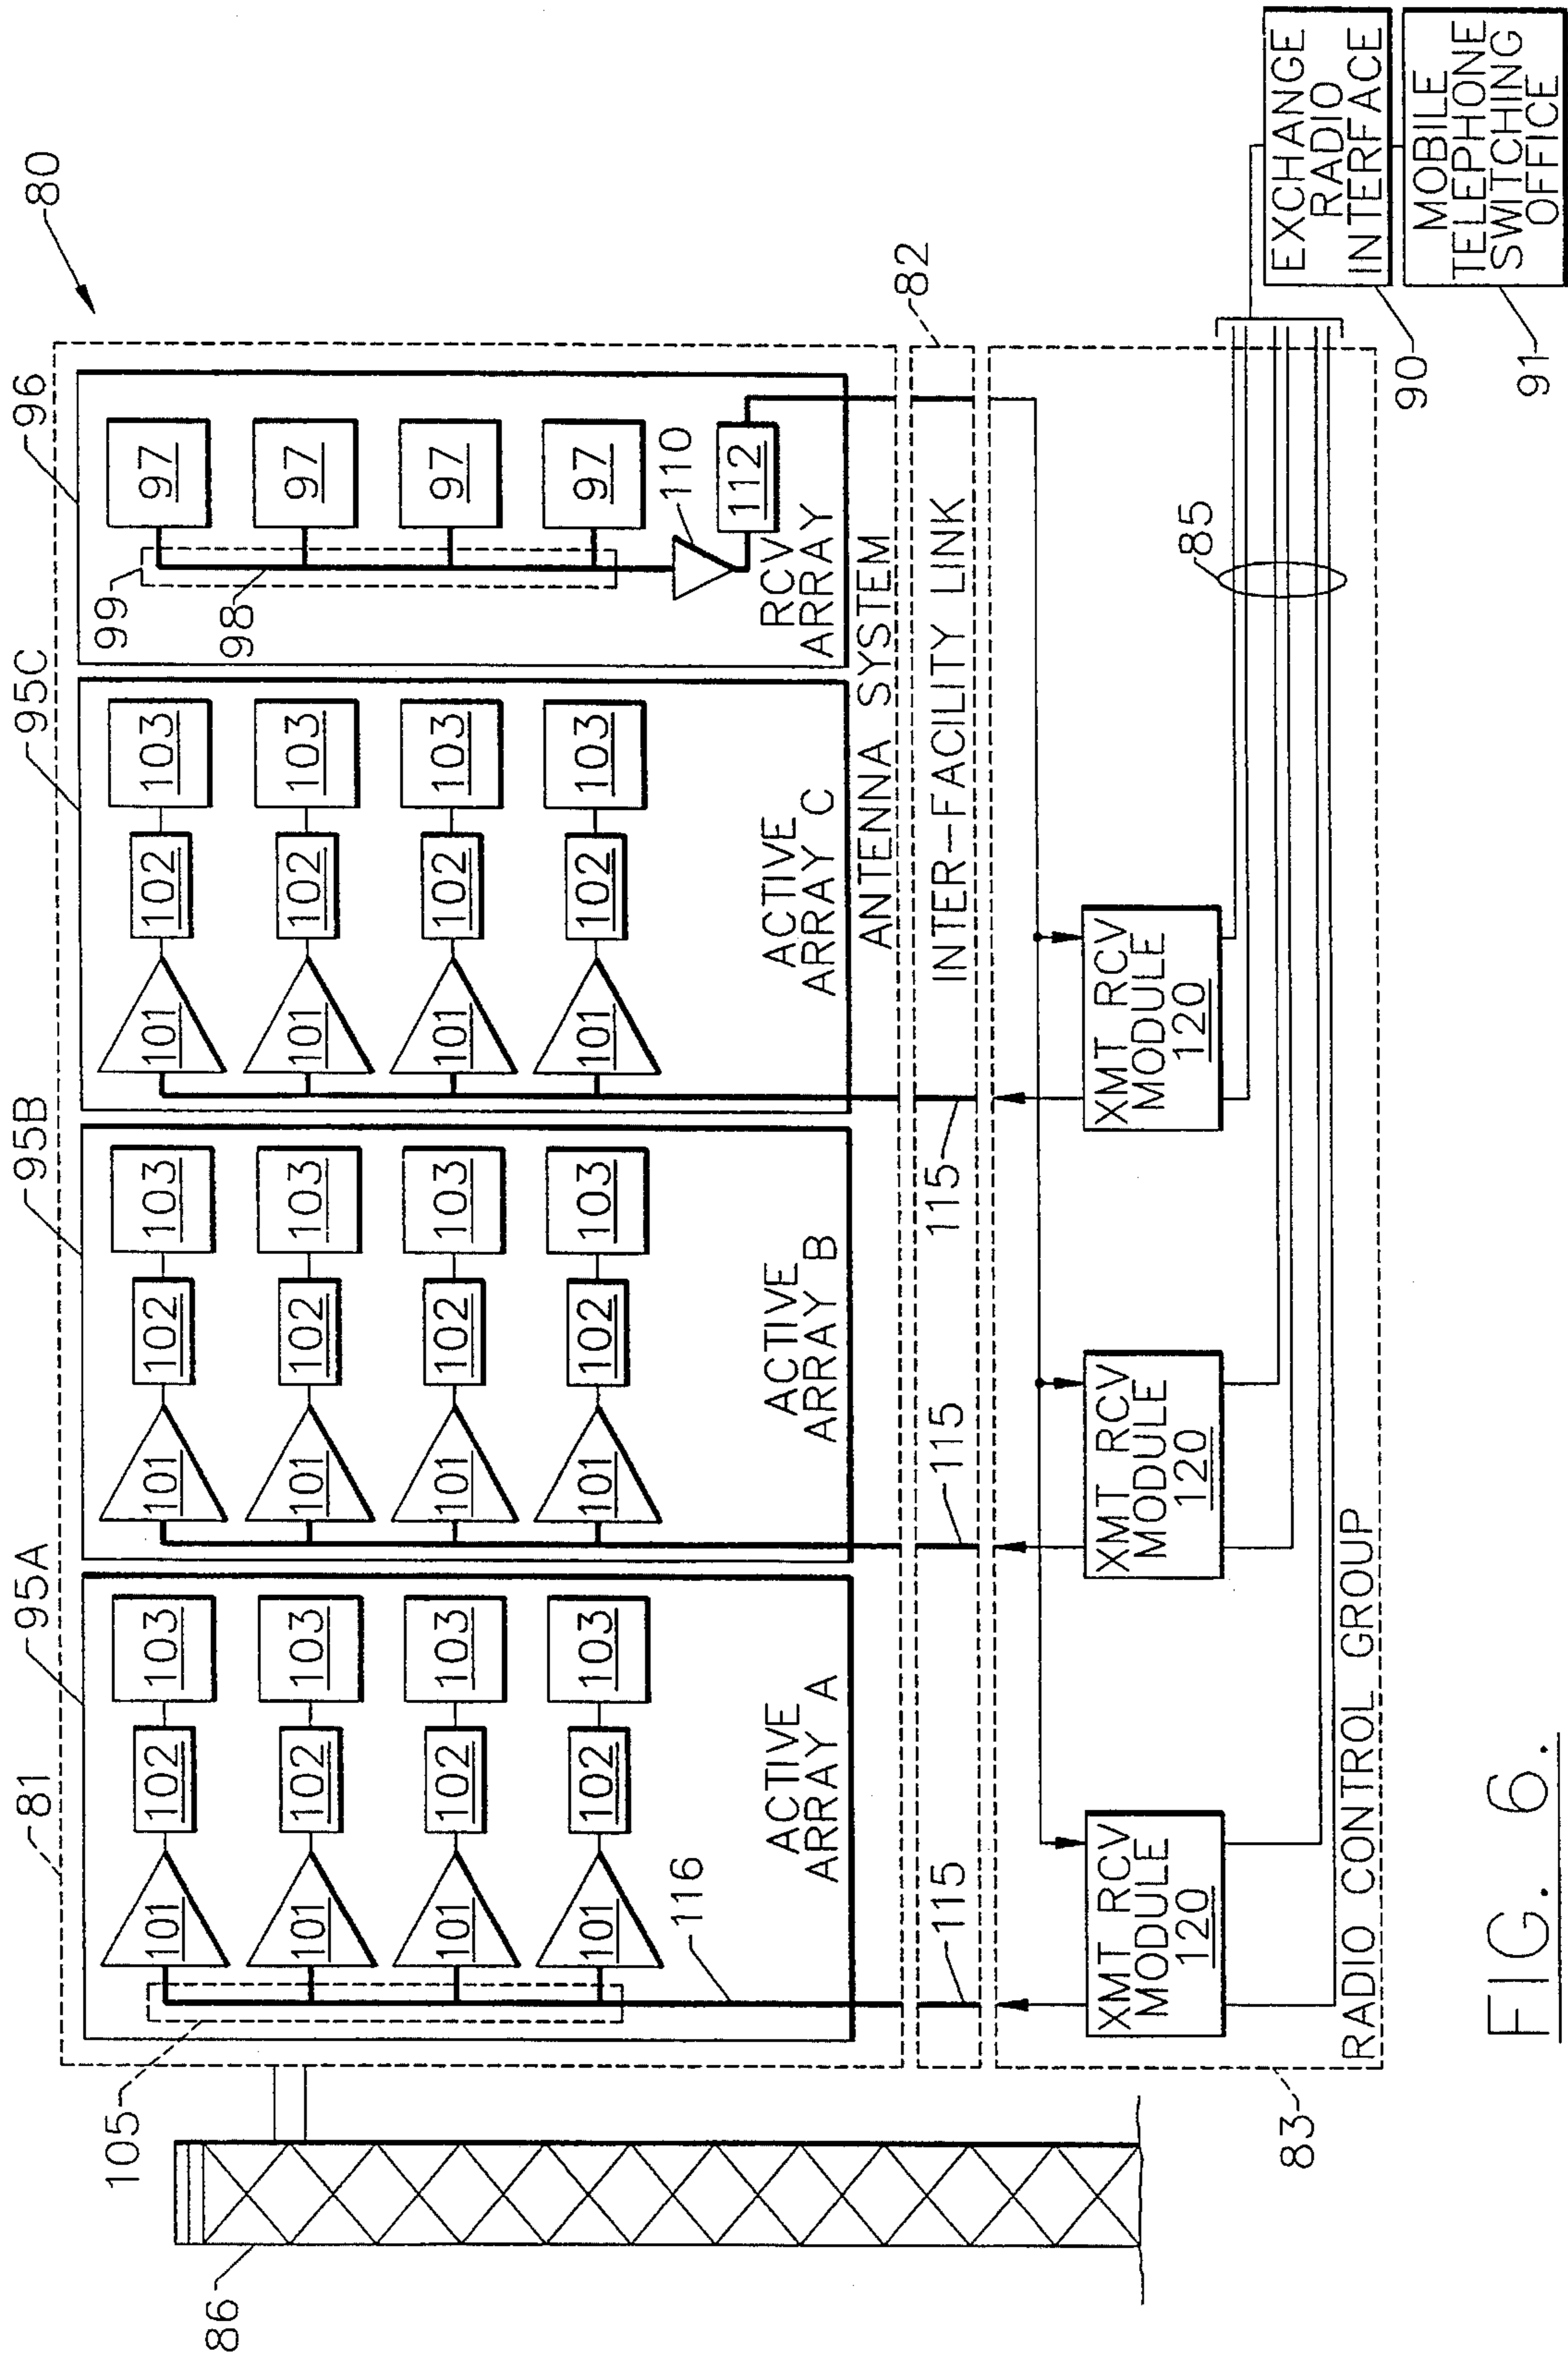 80
81
95A
95B
95C
96
101 102 103
101 102 103
101 102 103
101 102 103
105
116
ACTIVE
ARRAY A
101 102 103
101 102 103
101 102 103
101 102 103
ACTIVE
ARRAY B
101 102 103
101 102 103
101 102 103
101 102 103
ACTIVE
ARRAY C
99
98
97
97
97
97
110
112
RCV
ARRAY
ANTENNA SYSTEM
82
INTER-FACILITY LINK
115
115
115
86
XMT RCV
MODULE
120
XMT RCV
MODULE
120
XMT RCV
MODULE
120
85
83
RADIO CONTROL GROUP
EXCHANGE
RADIO
INTERFACE
90
MOBILE
TELEPHONE
SWITCHING
OFFICE
91
FIG. 6.